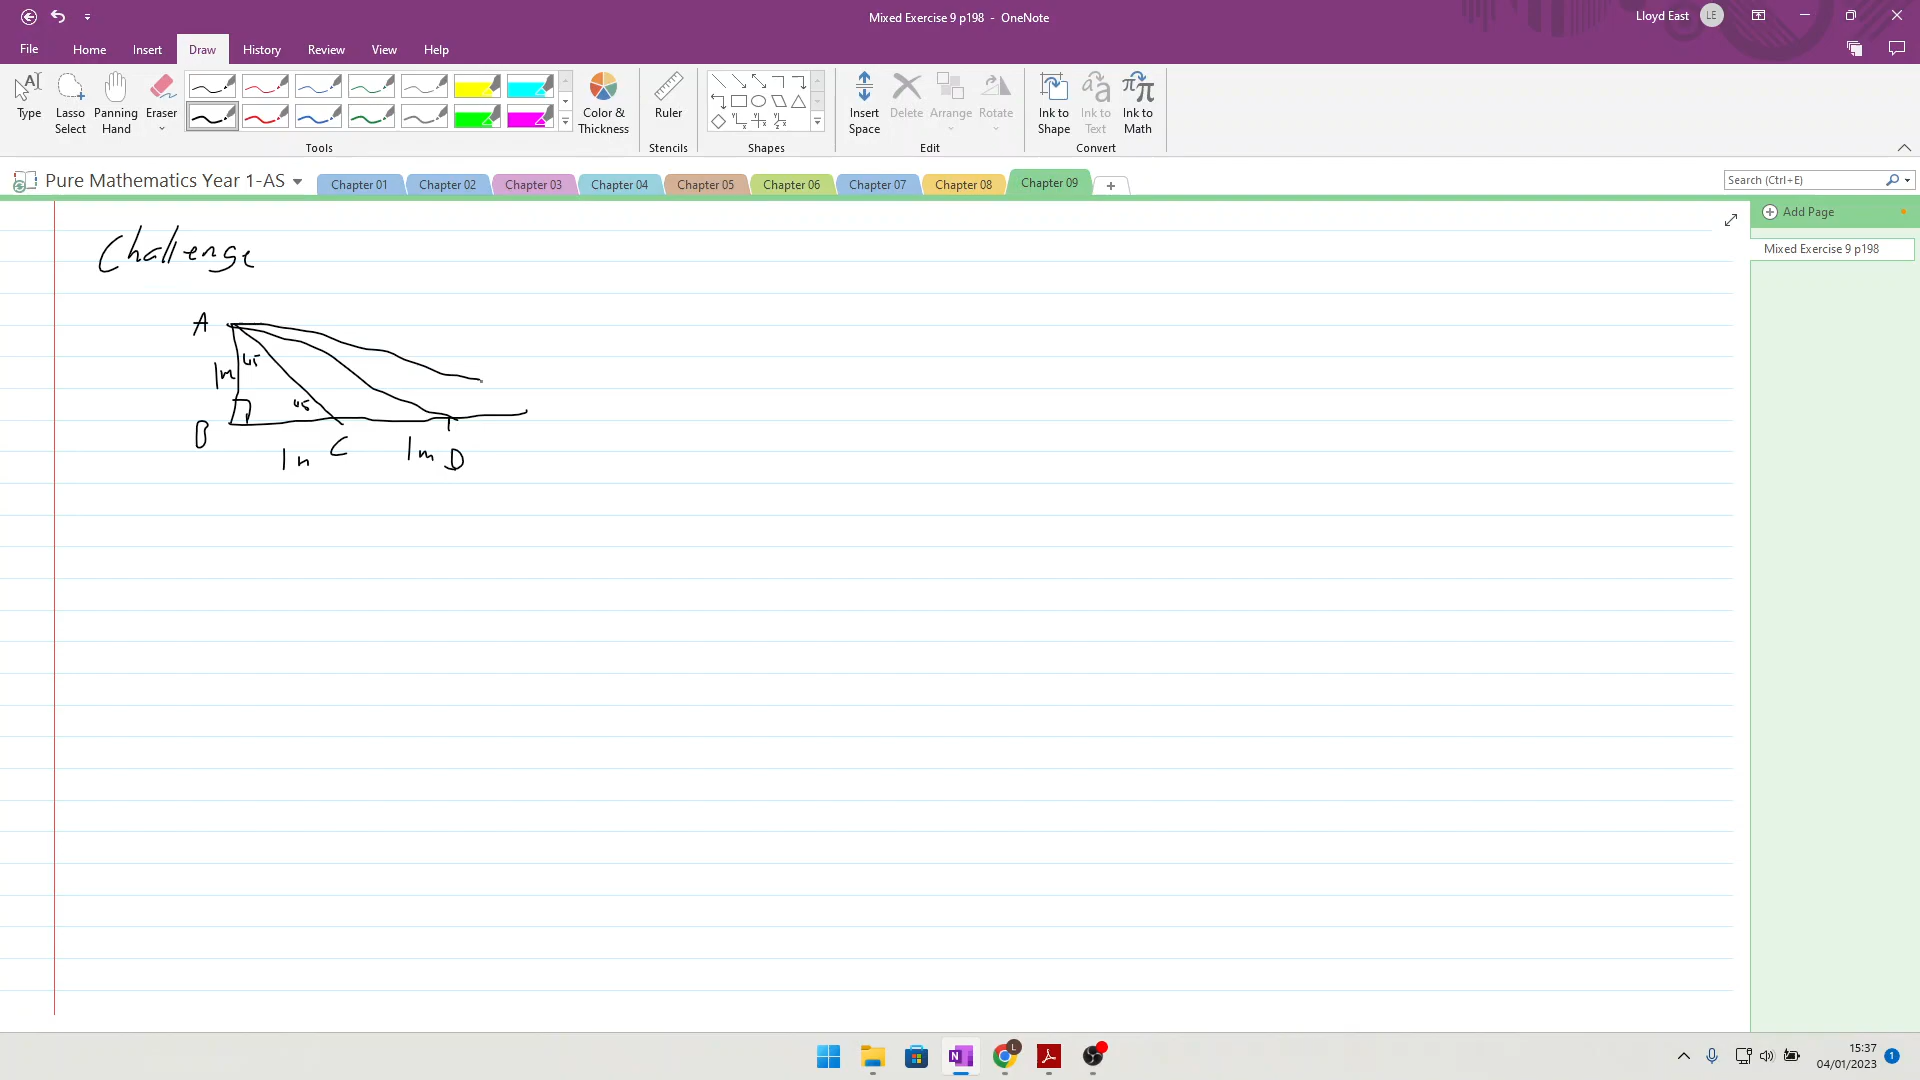 Mixed Exercise 9 p198 - OneNote
Lloyd East LE
File Home Insert Draw History Review View Help
Type Lasso Select Panning Hand Eraser Color & Thickness Ruler Insert Space Delete Arrange Rotate Ink to Shape Ink to Text Ink to Math
Tools Stencils Shapes Edit Convert
Pure Mathematics Year 1-AS Chapter 01 Chapter 02 Chapter 03 Chapter 04 Chapter 05 Chapter 06 Chapter 07 Chapter 08 Chapter 09 Search (Ctrl+E)
Add Page
Mixed Exercise 9 p198
Challenge
A
45
1m
45
B
1m C 1m D
15:37
04/01/2023 1